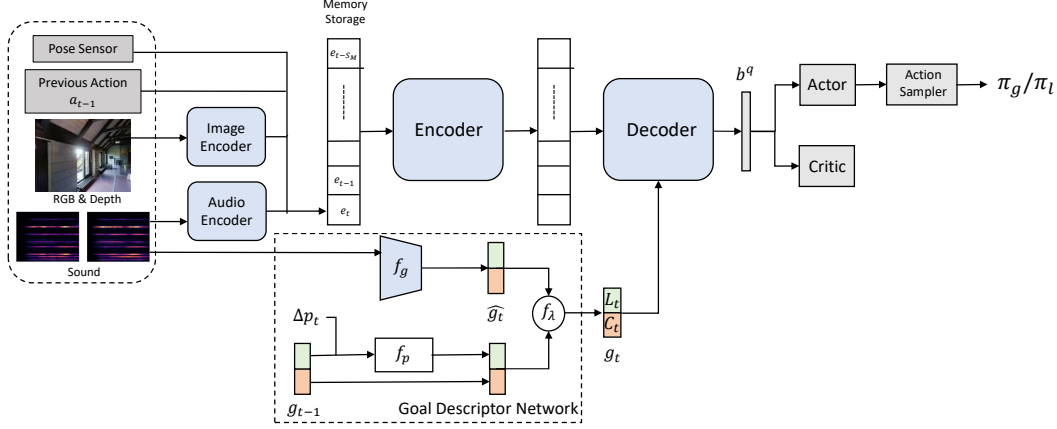 Memory
Storage
Pose Sensor
Previous Action
a_{t-1}
Image
Encoder
RGB & Depth
Audio
Encoder
Sound
e_{t-S_M}
e_{t-1}
e_t
Encoder
Decoder
b^q
Actor
Action
Sampler
π_g/π_l
Critic
f_g
\widehat{g_t}
f_λ
L_t
C_t
g_t
Δp_t
f_p
g_{t-1}
Goal Descriptor Network